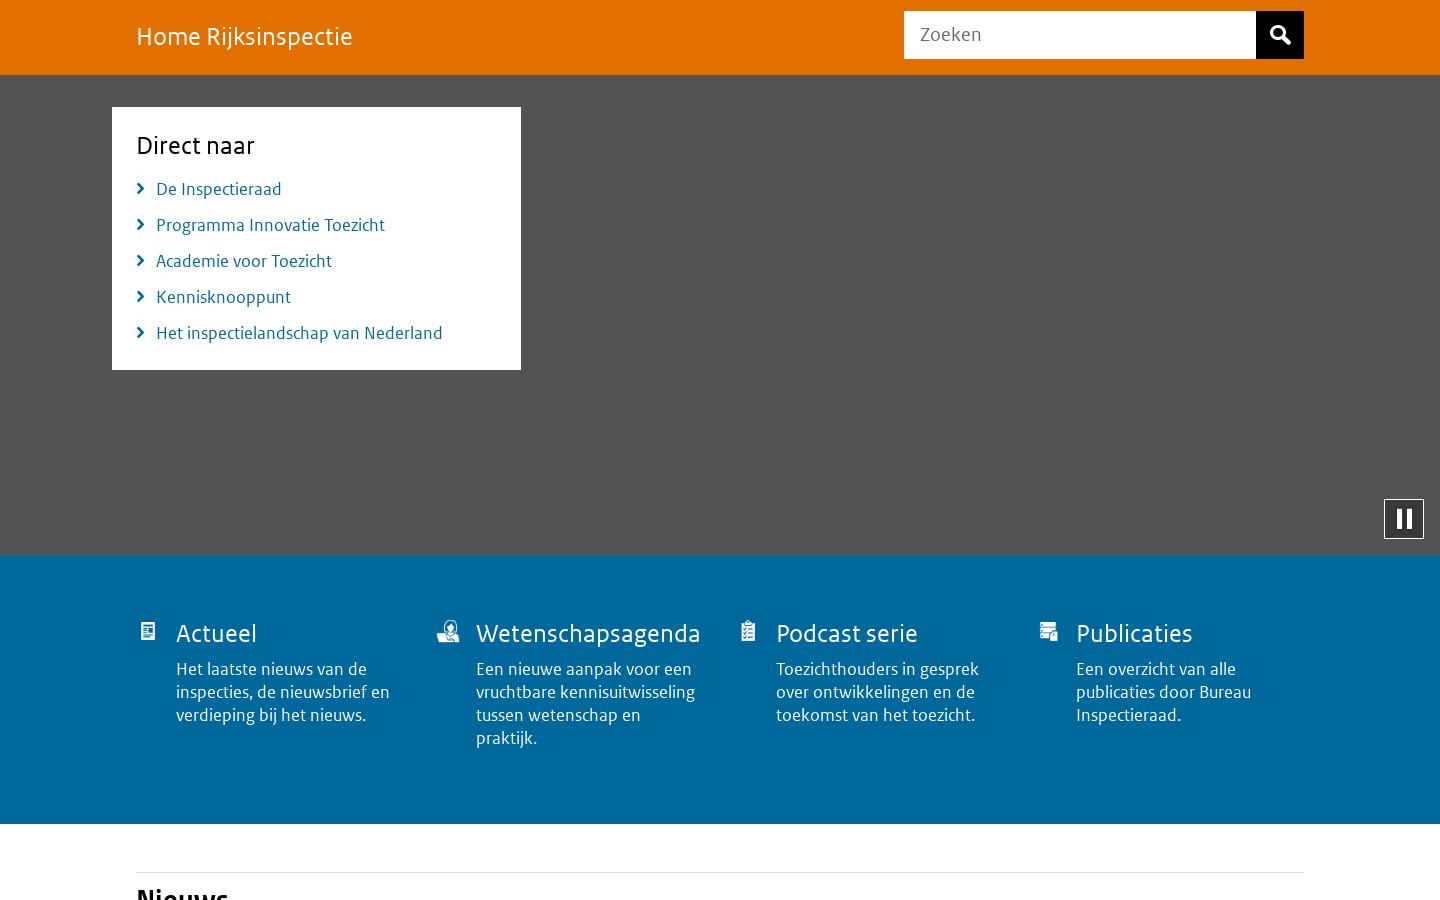 Home Rijksinspectie
Zoeken
Direct naar
De Inspectieraad
Programma Innovatie Toezicht
Academie voor Toezicht
Kennisknooppunt
Het inspectielandschap van Nederland
Actueel
Het laatste nieuws van de
inspecties, de nieuwsbrief en
verdieping bij het nieuws.
Wetenschapsagenda
Een nieuwe aanpak voor een
vruchtbare kennisuitwisseling
tussen wetenschap en
praktijk.
Podcast serie
Toezichthouders in gesprek
over ontwikkelingen en de
toekomst van het toezicht.
Publicaties
Een overzicht van alle
publicaties door Bureau
Inspectieraad.
Nieuws